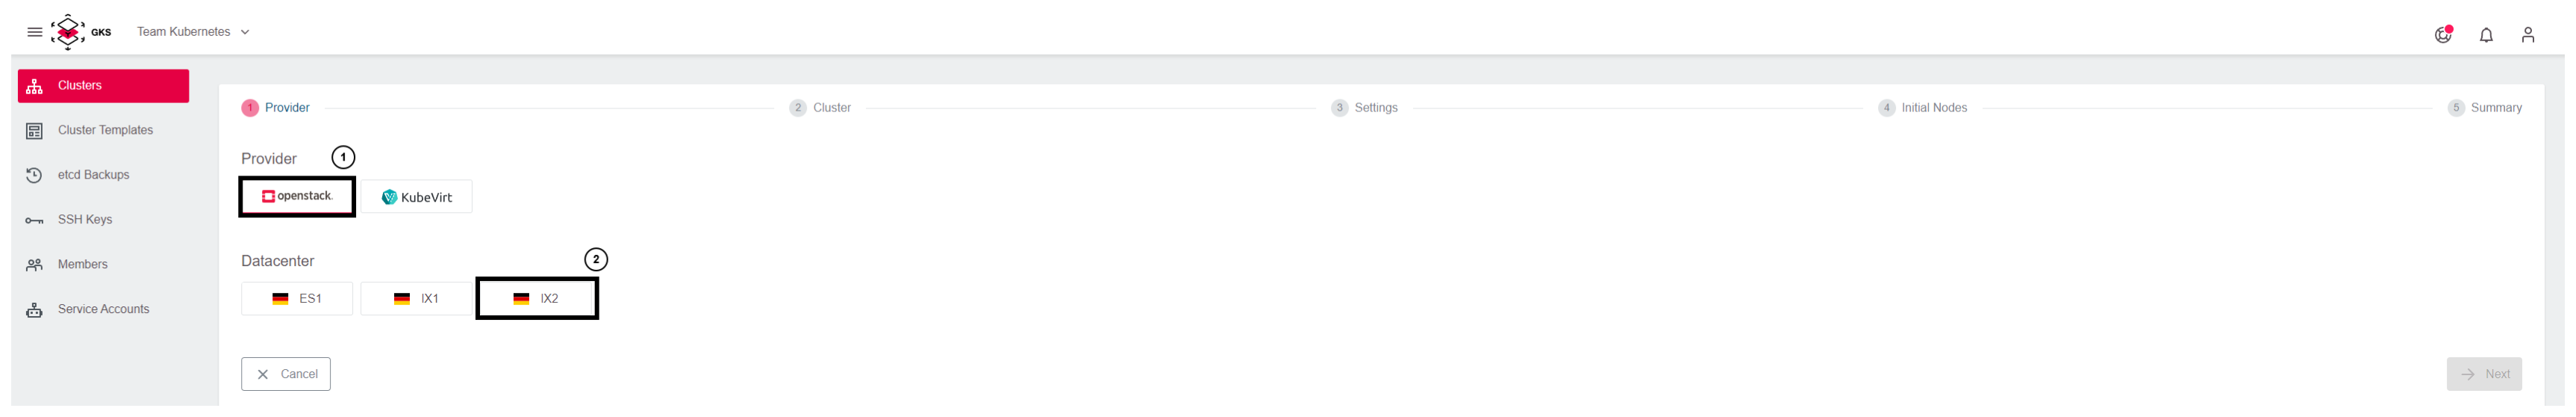 GKS
Team Kubernetes
Clusters
Cluster Templates
etcd Backups
SSH Keys
Members
Service Accounts
1 Provider
2 Cluster
3 Settings
4 Initial Nodes
5 Summary
Provider
1
openstack.
KubeVirt
Datacenter
2
ES1
IX1
IX2
Cancel
Next